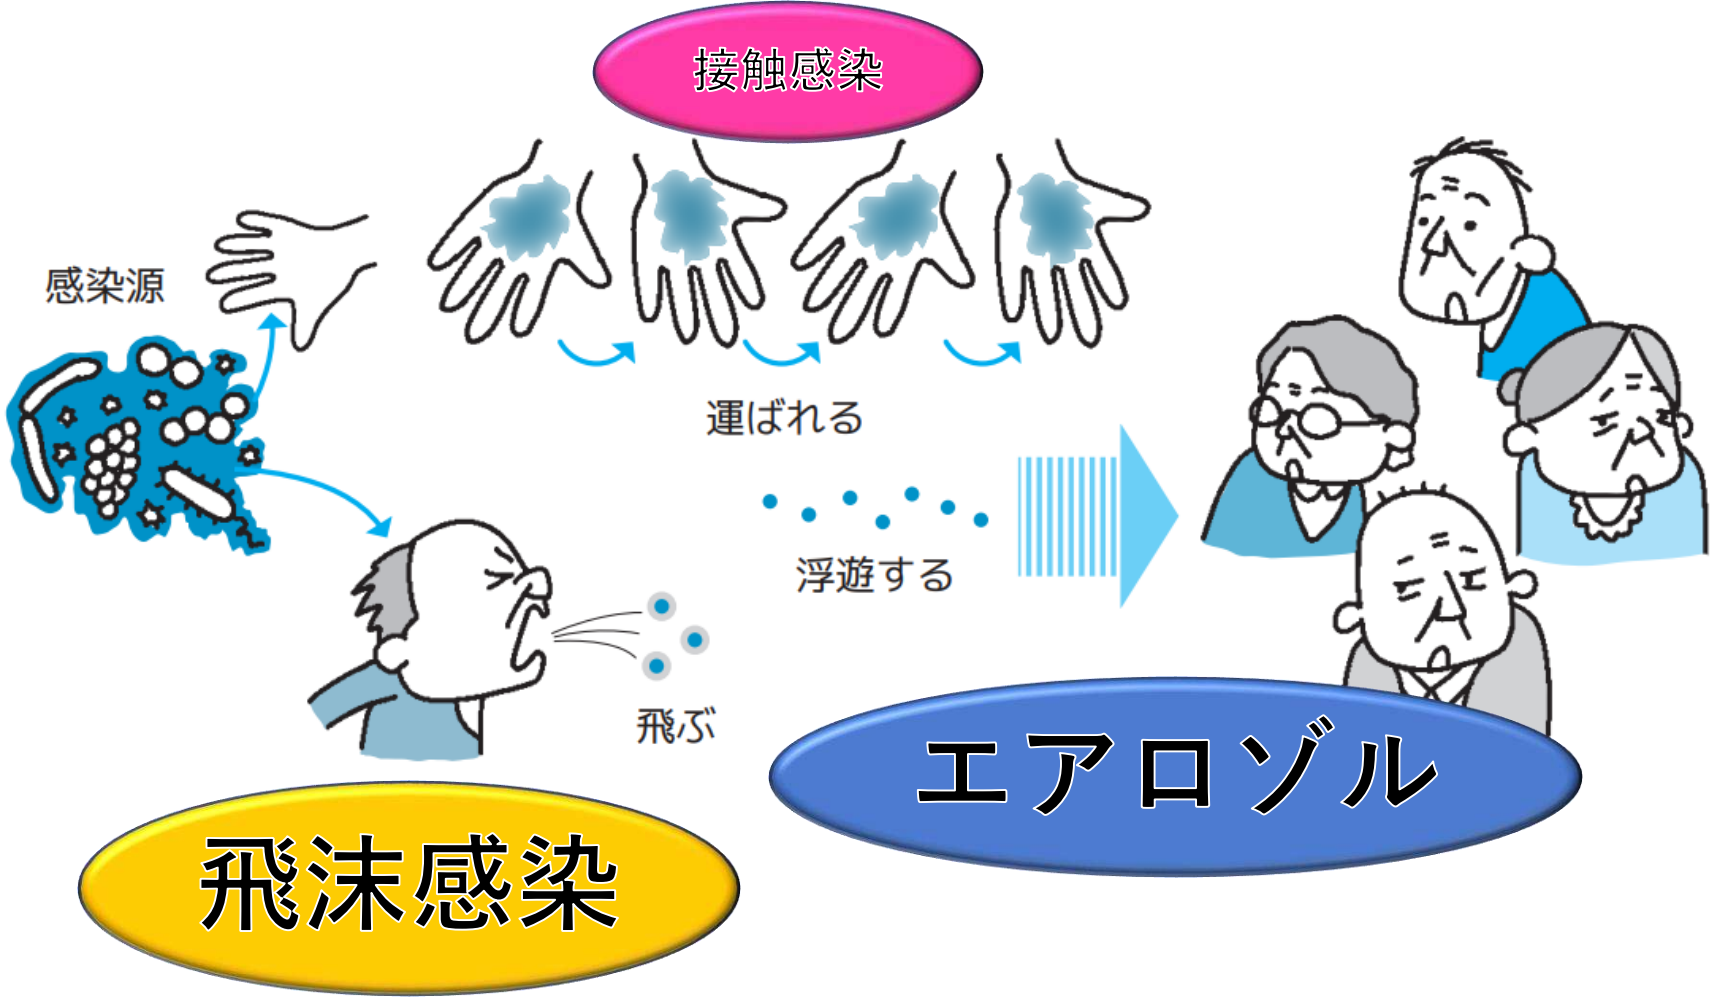 接触感染
感染源
運ばれる
浮遊する
飛ぶ
エアロゾル
飛沫感染